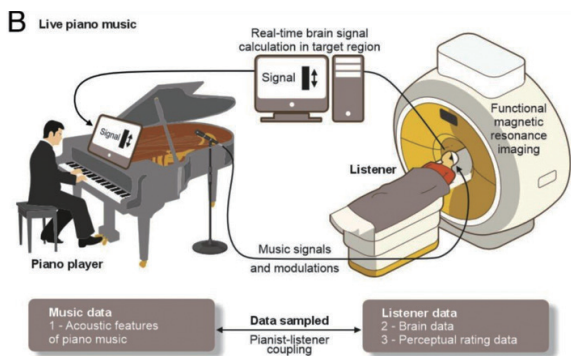 B
Live piano music
Real-time brain signal
calculation in target region
Signal
Signal
Functional
magnetic
resonance
imaging
Listener
Piano player
Music signals
and modulations
Music data
1 - Acoustic features
of piano music
Data sampled
Pianist-listener
coupling
Listener data
2 - Brain data
3 - Perceptual rating data